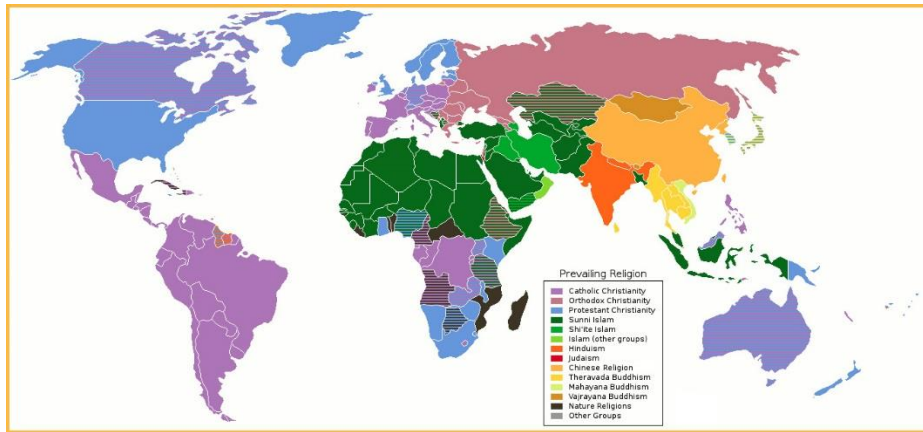 Prevailing Religion
Catholic Christianity
Orthodox Christianity
Protestant Christianity
Sunni Islam
Sh'ite Islam
Islam (other groups)
Hinduism
Judaism
Chinese Religion
Theravada Buddhism
Mahayana Buddhism
Vajrayana Buddhism
Nature Religions
Other Groups